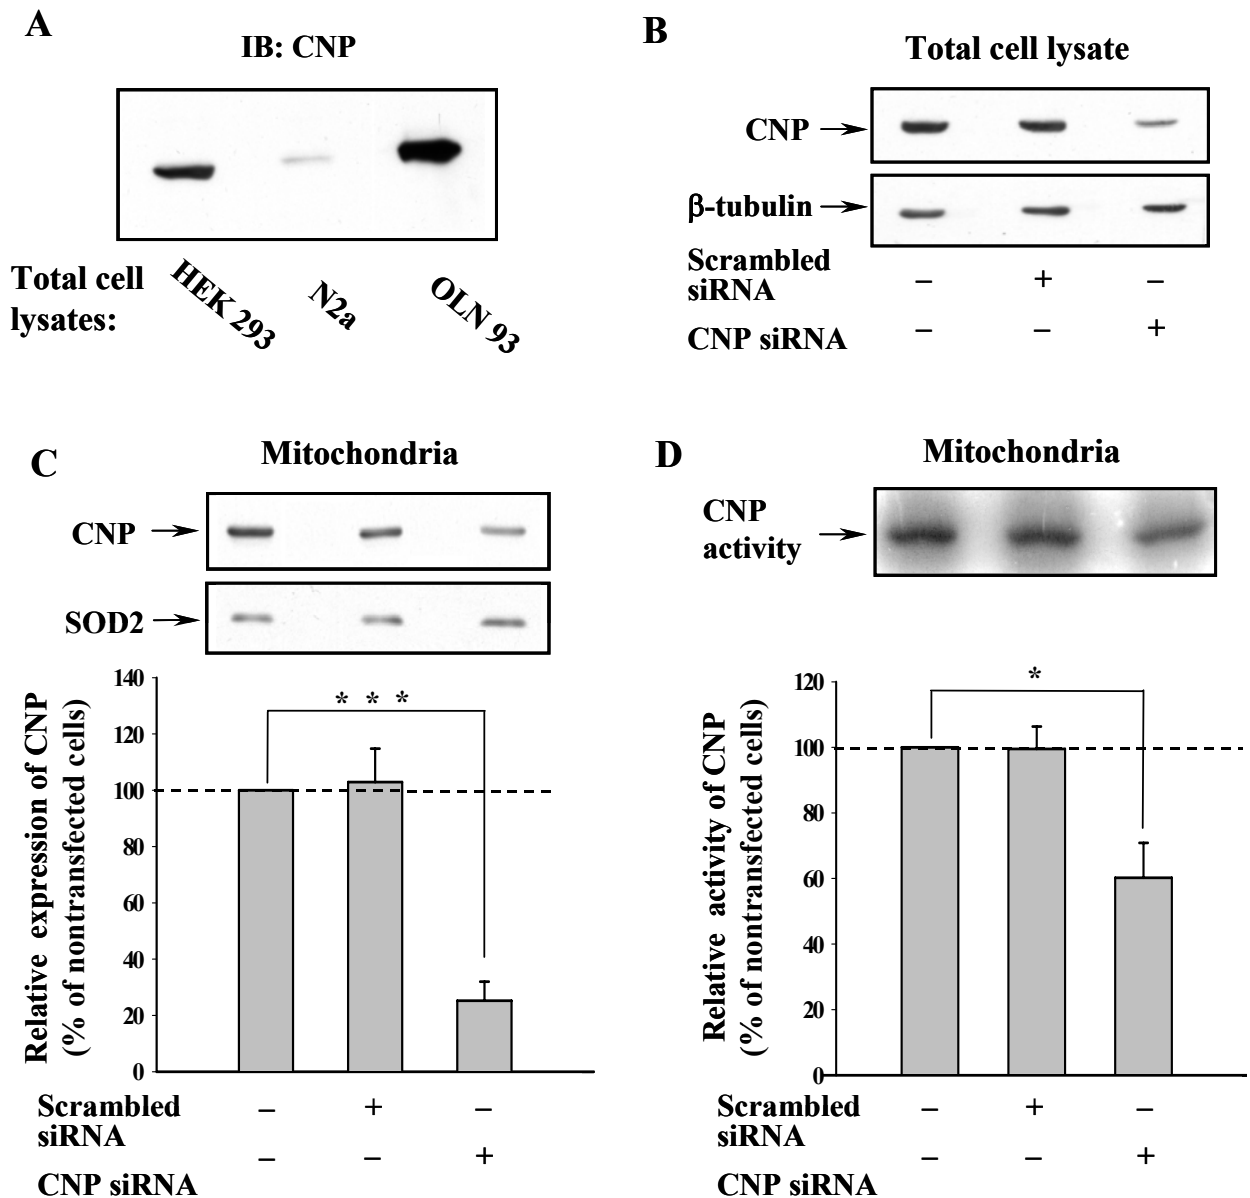 A
IB: CNP
Total cell
lysates:
HEK 293
N2a
OLN 93
B
Total cell lysate
CNP
β-tubulin
Scrambled
siRNA
– + –
CNP siRNA
– – +
C
Mitochondria
CNP
SOD2
Relative expression of CNP
(% of nontransfected cells)
140
120
100
80
60
40
20
0
* * *
Scrambled
siRNA
– + –
CNP siRNA
– – +
D
Mitochondria
CNP
activity
Relative activity of CNP
(% of nontransfected cells)
120
100
80
60
40
20
0
*
Scrambled
siRNA
– + –
CNP siRNA
– – +